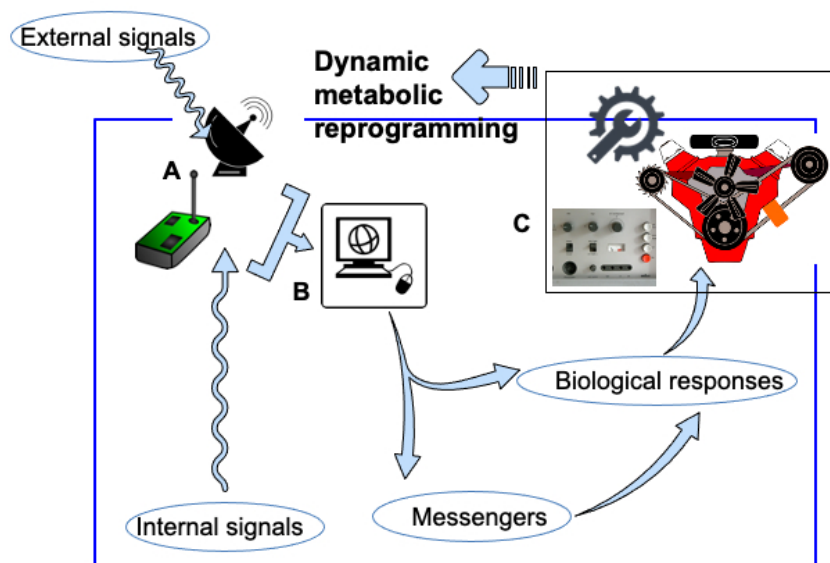 External signals
Dynamic
metabolic
reprogramming
A
C
B
Biological responses
Internal signals
Messengers